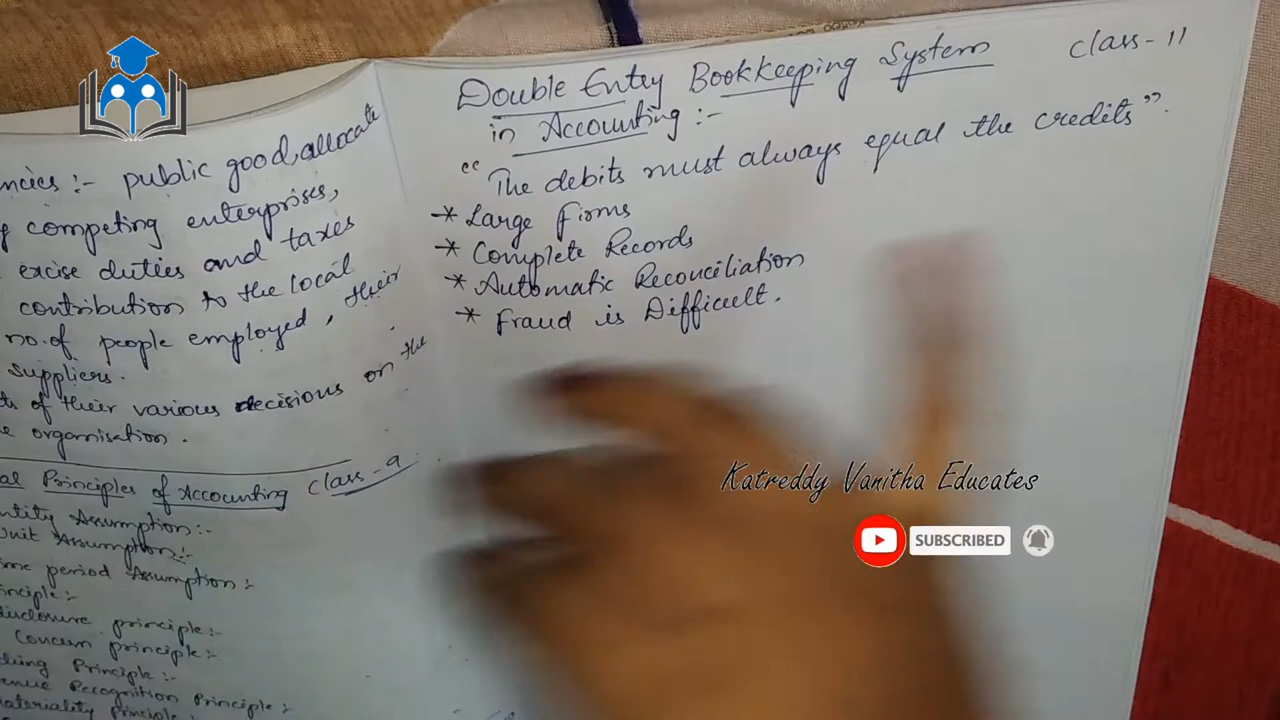 Double Entry Bookkeeping System Class-11
in Accounting:-
"The debits must always equal the credits".
* Large Firms
* Complete Records
* Automatic Reconciliation
* Fraud is Difficult.
:- public good, allocate
competing enterprises,
excise duties and taxes
contribution to the local
no. of people employed, their
suppliers.
of their various decisions on the
organisation.
Principles of Accounting Class-9
Assumption:-
Assumption:-
period Assumption:-
principle:-
Concern principle:-
Principle:-
Recognition Principle:-
Principle:-
Katreddy Vanitha Educates
SUBSCRIBED